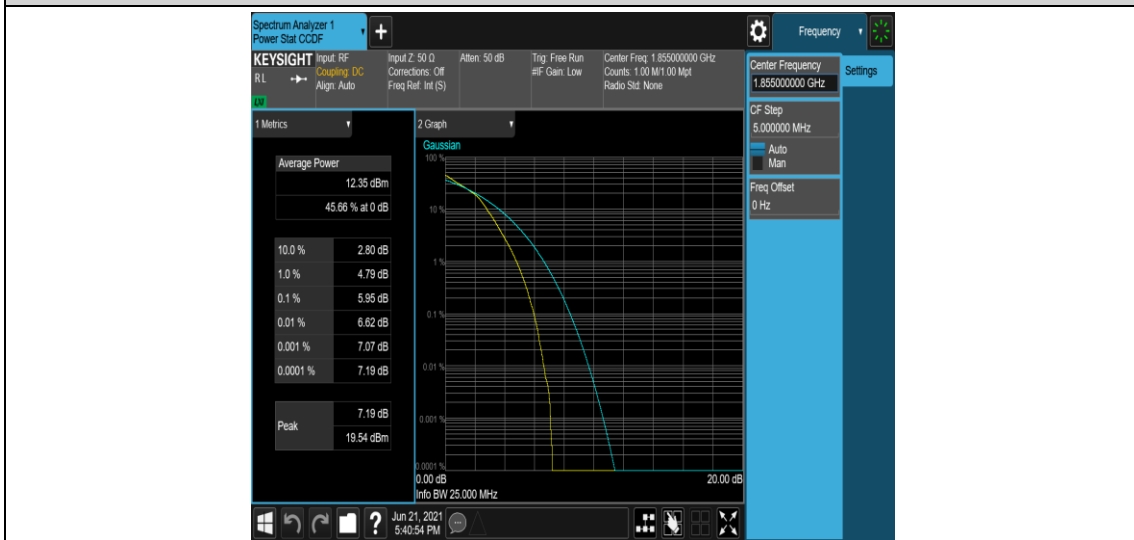 Spectrum Analyzer 1
Power Stat CCDF
+
Frequency
KEYSIGHT
RL
Input: RF
Coupling: DC
Align: Auto
Input Z: 50 Ω
Corrections: Off
Freq Ref: Int (S)
Atten: 50 dB
Trig: Free Run
#IF Gain: Low
Center Freq: 1.855000000 GHz
Counts: 1.00 M/1.00 Mpt
Radio Std: None
Center Frequency
1.855000000 GHz
Settings
CF Step
5.000000 MHz
Auto
Man
Freq Offset
0 Hz
1 Metrics
Average Power
12.35 dBm
45.66 % at 0 dB
10.0 % 2.80 dB
1.0 % 4.79 dB
0.1 % 5.95 dB
0.01 % 6.62 dB
0.001 % 7.07 dB
0.0001 % 7.19 dB
Peak
7.19 dB
19.54 dBm
2 Graph
Gaussian
100 %
10 %
1 %
0.1 %
0.01 %
0.001 %
0.0001 %
0.00 dB 20.00 dB
Info BW 25.000 MHz
?
Jun 21, 2021
5:40:54 PM